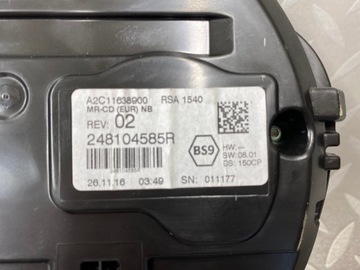 A2C11638900 RSA 1540
MR-CD (EUR) NB
REV: 02
248104585R
BS9
HW: --
SW: 08.01
DS: 150CP
26.11.16 03:49 SN: 011177